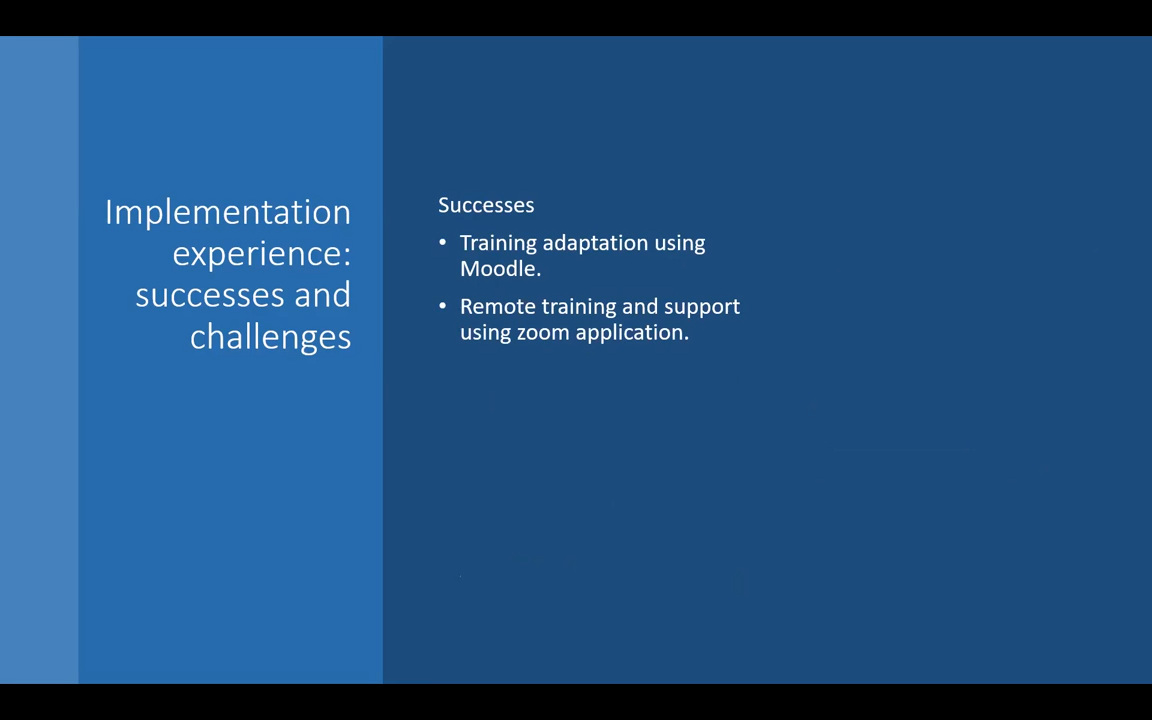 Implementation
experience:
successes and
challenges
Successes
• Training adaptation using
Moodle.
• Remote training and support
using zoom application.